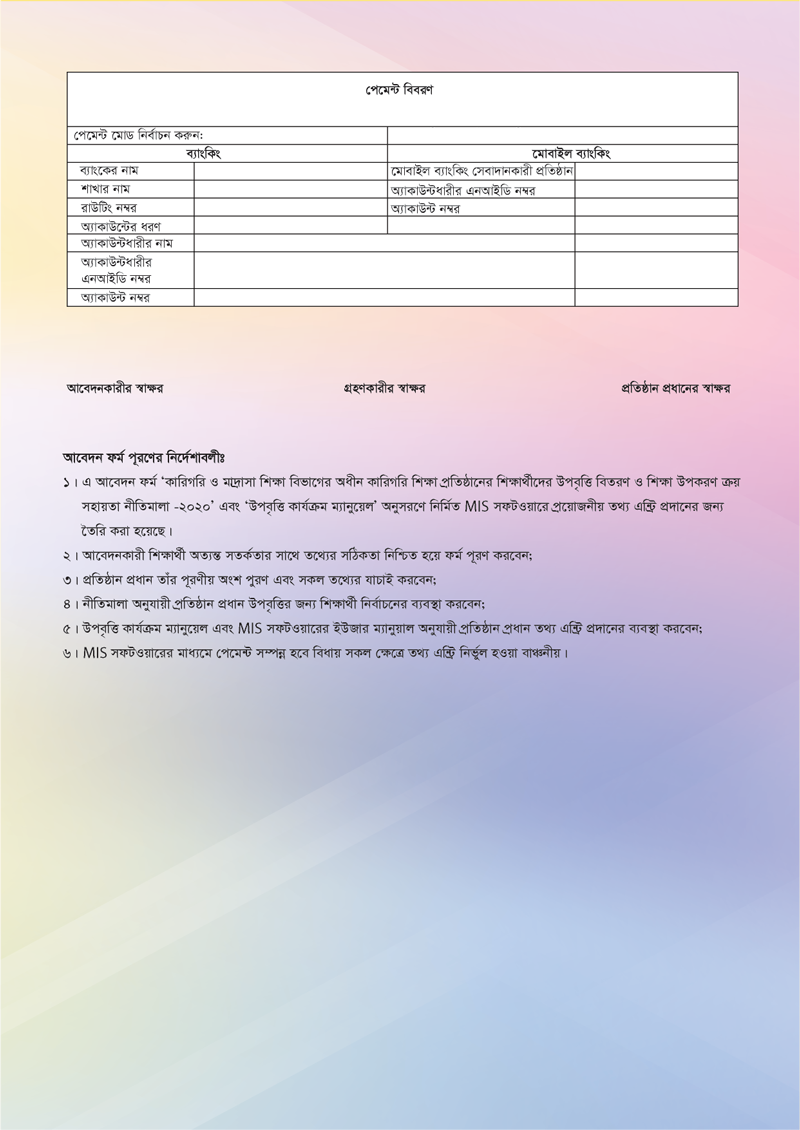 পেমেন্ট বিবরণ
পেমেন্ট মোড নির্বাচন করুন:
ব্যাংকিং মোবাইল ব্যাংকিং
ব্যাংকের নাম মোবাইল ব্যাংকিং সেবাদানকারী প্রতিষ্ঠান
শাখার নাম অ্যাকাউন্টধারীর এনআইডি নম্বর
রাউটিং নম্বর অ্যাকাউন্ট নম্বর
অ্যাকাউন্টের ধরণ
অ্যাকাউন্টধারীর নাম
অ্যাকাউন্টধারীর
এনআইডি নম্বর
অ্যাকাউন্ট নম্বর
আবেদনকারীর স্বাক্ষর গ্রহণকারীর স্বাক্ষর প্রতিষ্ঠান প্রধানের স্বাক্ষর
আবেদন ফর্ম পূরণের নির্দেশাবলীঃ
১। এ আবেদন ফর্ম ‘কারিগরি ও মাদ্রাসা শিক্ষা বিভাগের অধীন কারিগরি শিক্ষা প্রতিষ্ঠানের শিক্ষার্থীদের উপবৃত্তি বিতরণ ও শিক্ষা উপকরণ ক্রয়
সহায়তা নীতিমালা -২০২০’ এবং ‘উপবৃত্তি কার্যক্রম ম্যানুয়েল’ অনুসরণে নির্মিত MIS সফটওয়ারে প্রয়োজনীয় তথ্য এন্ট্রি প্রদানের জন্য
তৈরি করা হয়েছে।
২। আবেদনকারী শিক্ষার্থী অত্যন্ত সতর্কতার সাথে তথ্যের সঠিকতা নিশ্চিত হয়ে ফর্ম পূরণ করবেন;
৩। প্রতিষ্ঠান প্রধান তাঁর পূরণীয় অংশ পুরণ এবং সকল তথ্যের যাচাই করবেন;
৪। নীতিমালা অনুযায়ী প্রতিষ্ঠান প্রধান উপবৃত্তির জন্য শিক্ষার্থী নির্বাচনের ব্যবস্থা করবেন;
৫। উপবৃত্তি কার্যক্রম ম্যানুয়েল এবং MIS সফটওয়ারের ইউজার ম্যানুয়াল অনুযায়ী প্রতিষ্ঠান প্রধান তথ্য এন্ট্রি প্রদানের ব্যবস্থা করবেন;
৬। MIS সফটওয়ারের মাধ্যমে পেমেন্ট সম্পন্ন হবে বিধায় সকল ক্ষেত্রে তথ্য এন্ট্রি নির্ভুল হওয়া বাঞ্চনীয়।